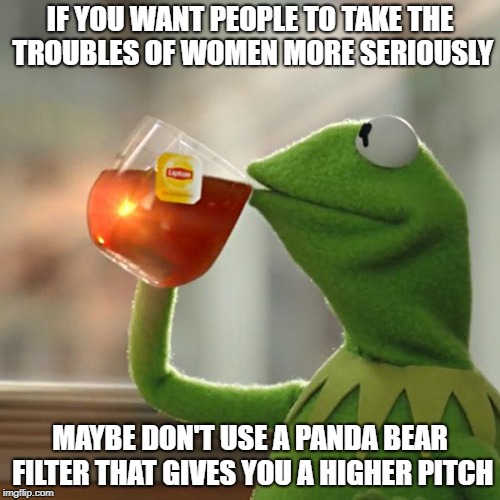 IF YOU WANT PEOPLE TO TAKE THE
TROUBLES OF WOMEN MORE SERIOUSLY
Lipton
MAYBE DON'T USE A PANDA BEAR
FILTER THAT GIVES YOU A HIGHER PITCH
imgflip.com